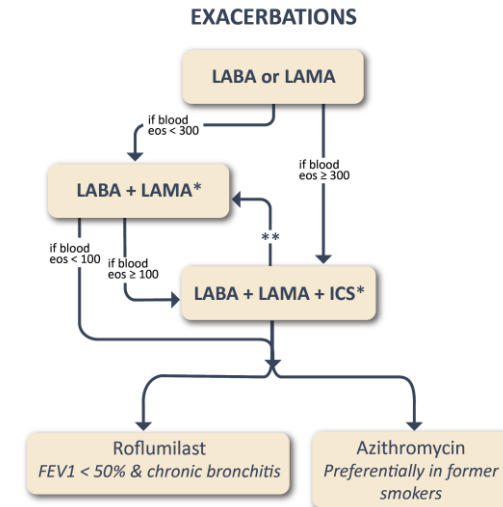 EXACERBATIONS
LABA or LAMA
if blood
eos < 300
if blood
eos ≥ 300
LABA + LAMA*
**
if blood
eos < 100
if blood
eos ≥ 100
LABA + LAMA + ICS*
Roflumilast
FEV1 < 50% & chronic bronchitis
Azithromycin
Preferentially in former
smokers